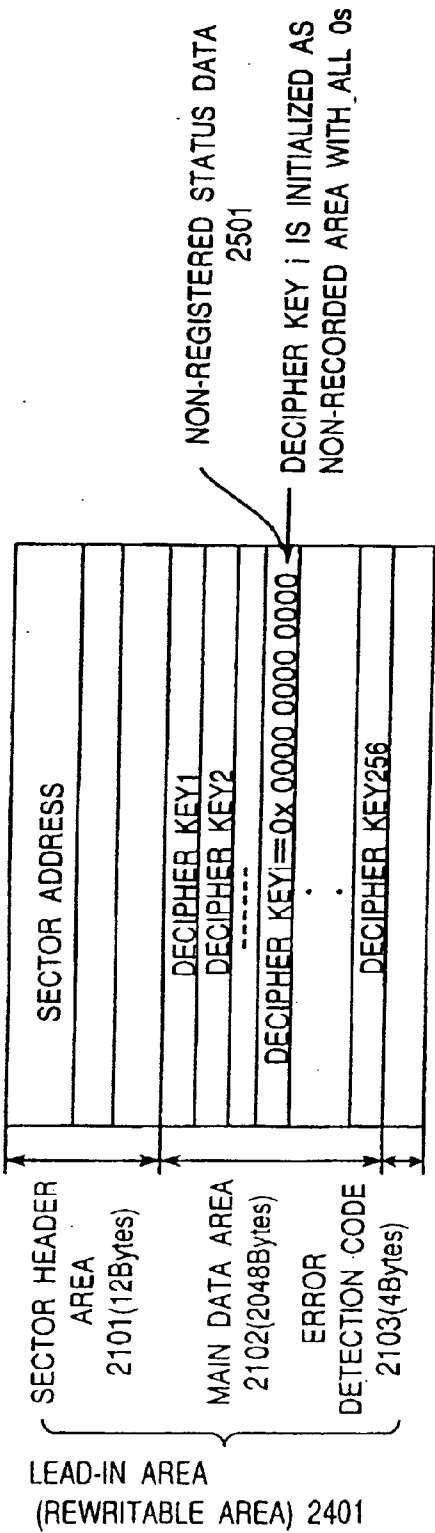 LEAD-IN AREA
(REWRITABLE AREA) 2401
SECTOR HEADER
AREA
2101(12Bytes)
MAIN DATA AREA
2102(2048Bytes)
ERROR
DETECTION CODE
2103(4Bytes)
SECTOR ADDRESS
DECIPHER KEY1
DECIPHER KEY2
DECIPHER KEYi=0x 0000 0000 0000 0000
DECIPHER KEY256
NON-REGISTERED STATUS DATA
2501
DECIPHER KEY i IS INITIALIZED AS
NON-RECORDED AREA WITH ALL 0s